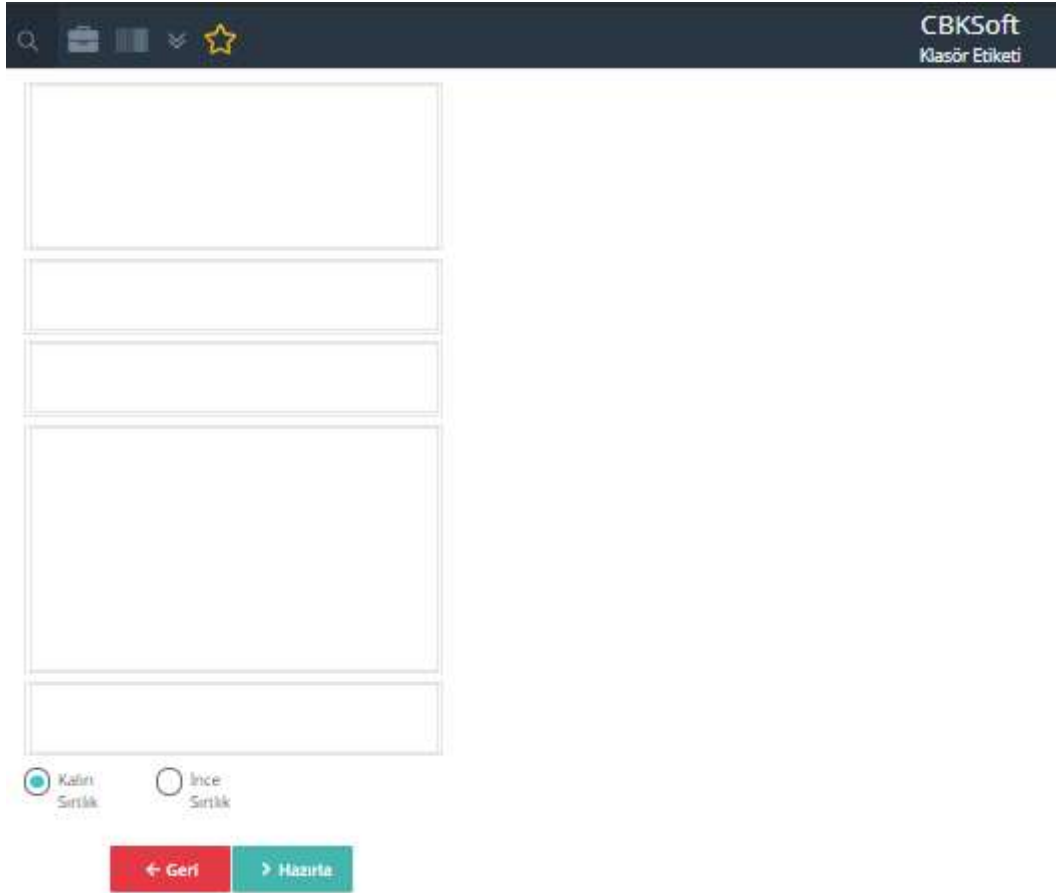 CBKSoft
Klasör Etiketi
Kalın
Sırtlık
İnce
Sırtlık
Geri
Hazırla